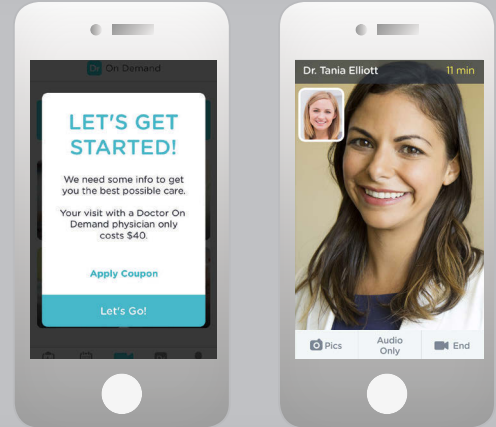 Dr. On Demand
LET'S GET
STARTED!
We need some info to get
you the best possible care.
Your visit with a Doctor On
Demand physician only
costs $40.
Apply Coupon
Let's Go!
Dr. Tania Elliott 11 min
Pics
Audio
Only
End